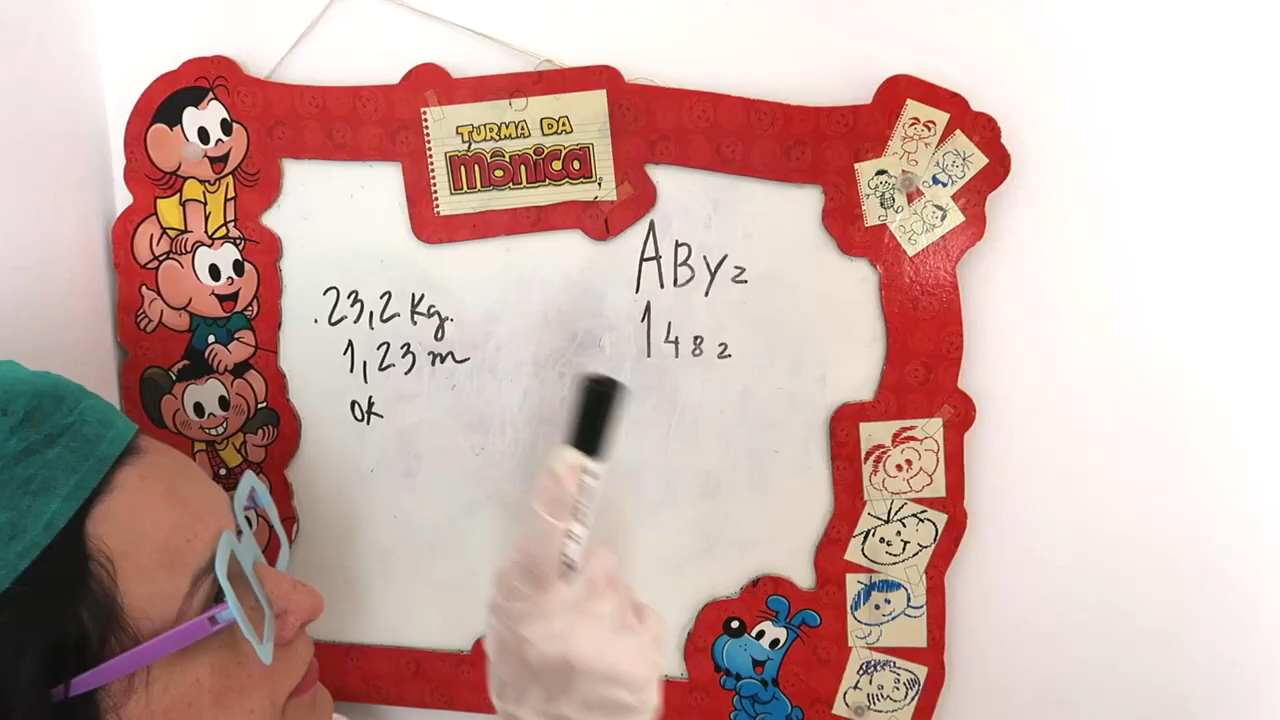 TURMA DA
MÔNICA
.23,2 Kg.
1,23 m
OK
ABYZ
1482